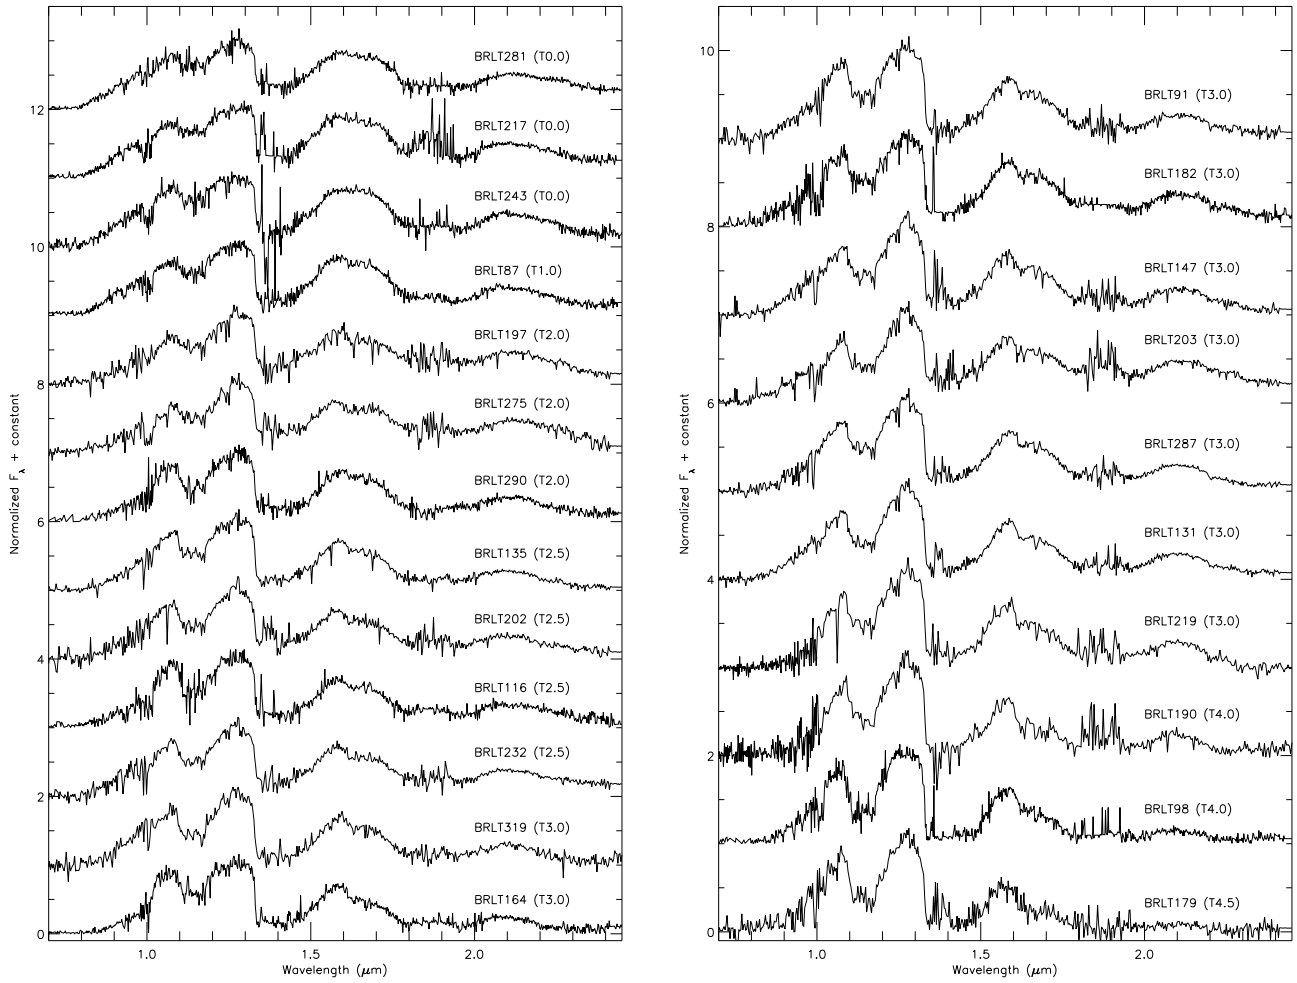 Normalized Fλ + constant
12
10
8
6
4
2
0
BRLT281 (T0.0)
BRLT217 (T0.0)
BRLT243 (T0.0)
BRLT87 (T1.0)
BRLT197 (T2.0)
BRLT275 (T2.0)
BRLT290 (T2.0)
BRLT135 (T2.5)
BRLT202 (T2.5)
BRLT116 (T2.5)
BRLT232 (T2.5)
BRLT319 (T3.0)
BRLT164 (T3.0)
1.0 1.5 2.0
Wavelength (μm)
Normalized Fλ + constant
10
8
6
4
2
0
BRLT91 (T3.0)
BRLT182 (T3.0)
BRLT147 (T3.0)
BRLT203 (T3.0)
BRLT287 (T3.0)
BRLT131 (T3.0)
BRLT219 (T3.0)
BRLT190 (T4.0)
BRLT98 (T4.0)
BRLT179 (T4.5)
1.0 1.5 2.0
Wavelength (μm)